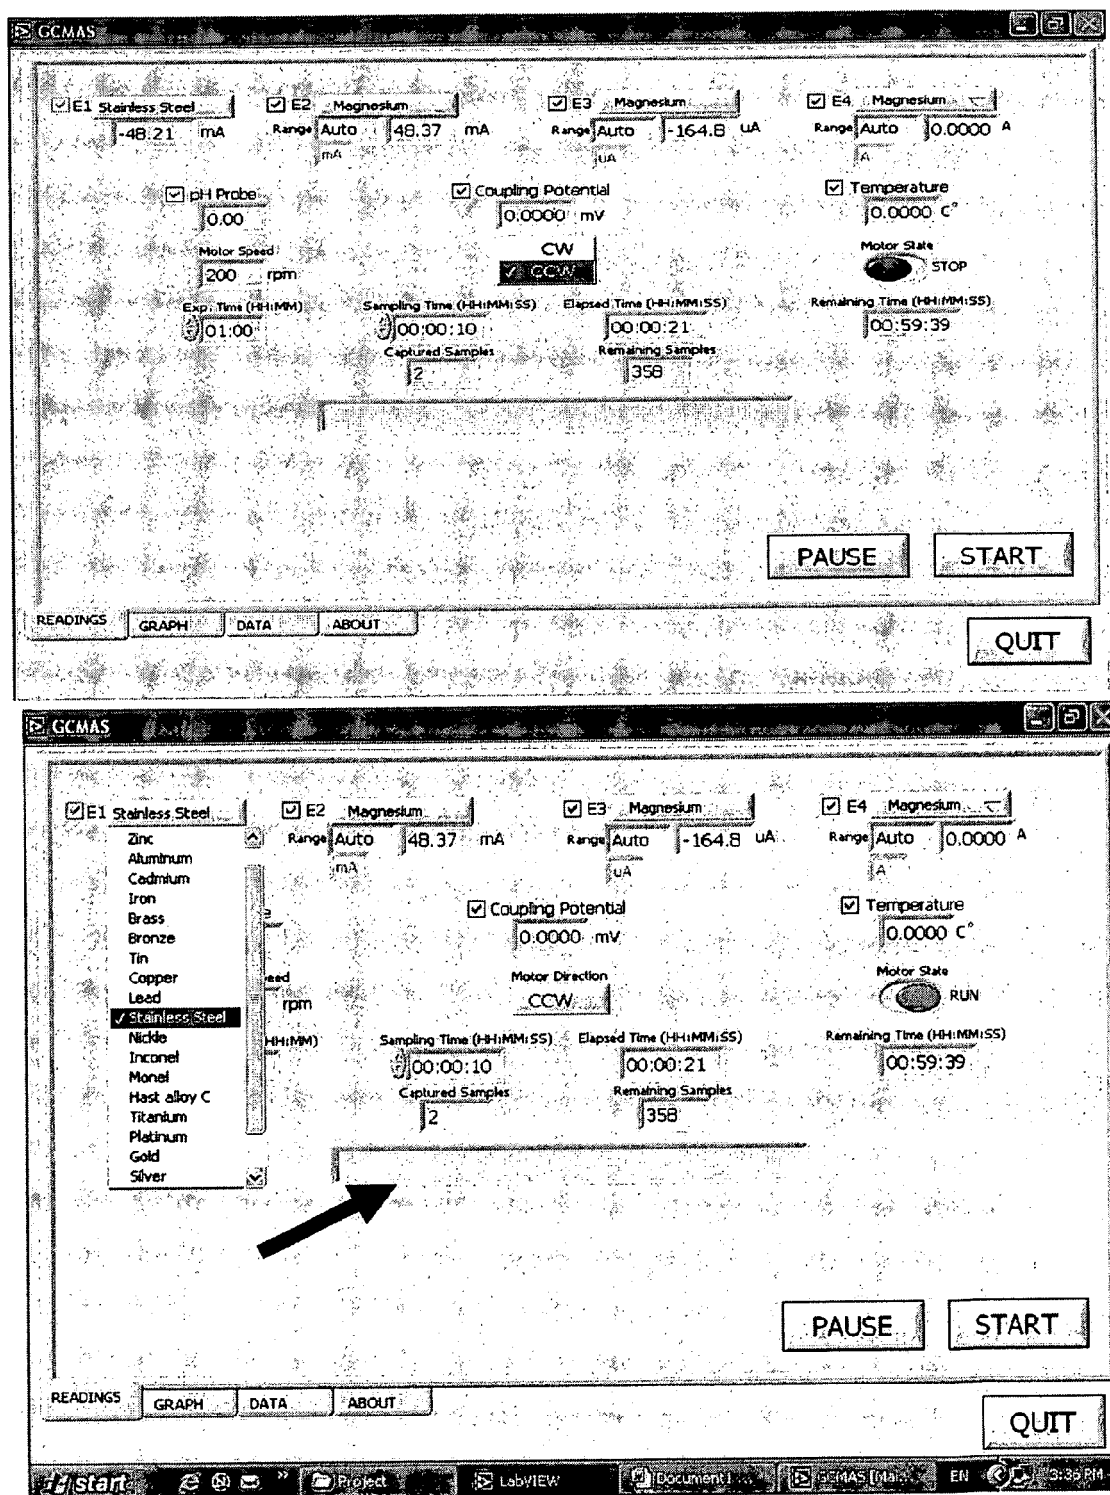 GCMAS
E1 Stainless Steel E2 Magnesium E3 Magnesium E4 Magnesium
-48.21 mA Range Auto 48.37 mA Range Auto -164.8 uA Range Auto 0.0000 A
mA uA A
pH Probe Coupling Potential Temperature
0.00 0.0000 mV 0.0000 C°
Motor Speed CW Motor State
200 rpm ✓ CCW STOP
Exp. Time (HH:MM) Sampling Time (HH:MM:SS) Elapsed Time (HH:MM:SS) Remaining Time (HH:MM:SS)
01:00 00:00:10 00:00:21 00:59:39
Captured Samples Remaining Samples
2 358
PAUSE START
READINGS GRAPH DATA ABOUT
QUIT
GCMAS
E1 Stainless Steel E2 Magnesium E3 Magnesium E4 Magnesium
Zinc Range Auto 48.37 mA Range Auto -164.8 uA Range Auto 0.0000 A
Aluminum mA uA A
Cadmium
Iron Coupling Potential Temperature
Brass e
Bronze 0.0000 mV 0.0000 C°
Tin
Copper eed Motor Direction Motor State
Lead rpm CCW RUN
✓ Stainless Steel
Nickle HH:MM) Sampling Time (HH:MM:SS) Elapsed Time (HH:MM:SS) Remaining Time (HH:MM:SS)
Inconel 00:00:10 00:00:21 00:59:39
Monel
Hast alloy C Captured Samples Remaining Samples
Titanium 2 358
Platinum
Gold
Silver
PAUSE START
READINGS GRAPH DATA ABOUT
QUIT
start Project LabVIEW Document1 ... GCMAS [Mai... EN 3:36 PM